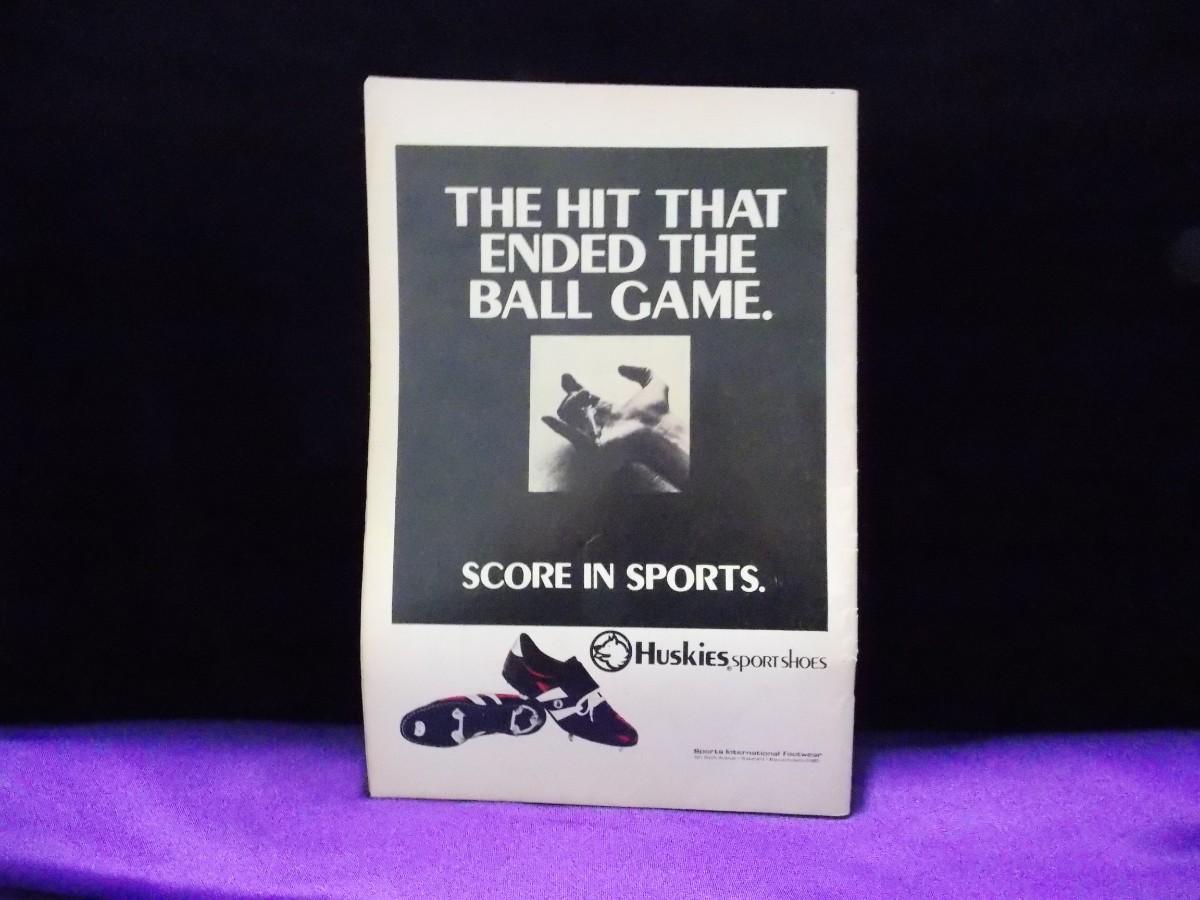 THE HIT THAT
ENDED THE
BALL GAME.
SCORE IN SPORTS.
Huskies® SPORT SHOES
Sports International Footwear